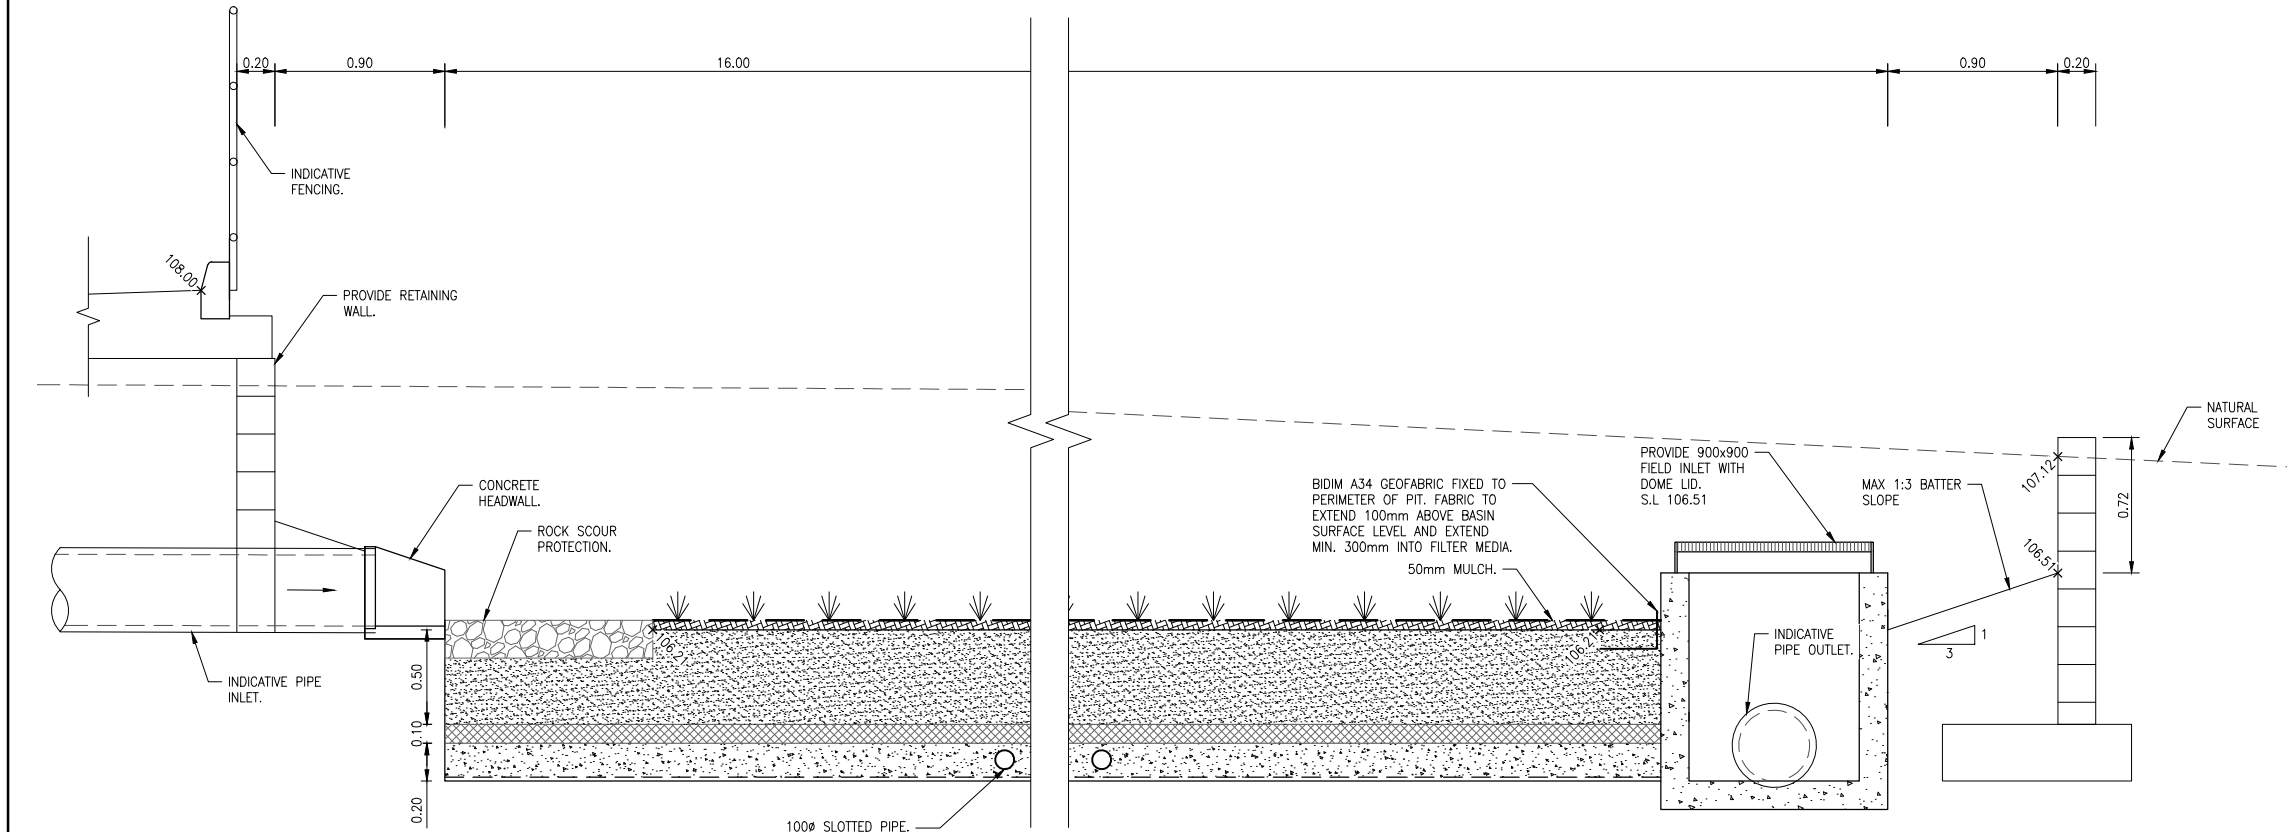 0.20
0.90
16.00
0.90
0.20
INDICATIVE
FENCING.
108.00
PROVIDE RETAINING
WALL.
NATURAL
SURFACE
CONCRETE
HEADWALL.
ROCK SCOUR
PROTECTION.
BIDIM A34 GEOFABRIC FIXED TO
PERIMETER OF PIT. FABRIC TO
EXTEND 100mm ABOVE BASIN
SURFACE LEVEL AND EXTEND
MIN. 300mm INTO FILTER MEDIA.
50mm MULCH.
PROVIDE 900x900
FIELD INLET WITH
DOME LID.
S.L 106.51
MAX 1:3 BATTER
SLOPE
107.12
0.72
106.51
106.21
106.21
INDICATIVE
PIPE OUTLET.
1
3
INDICATIVE PIPE
INLET.
0.50
0.10
0.20
100ø SLOTTED PIPE.